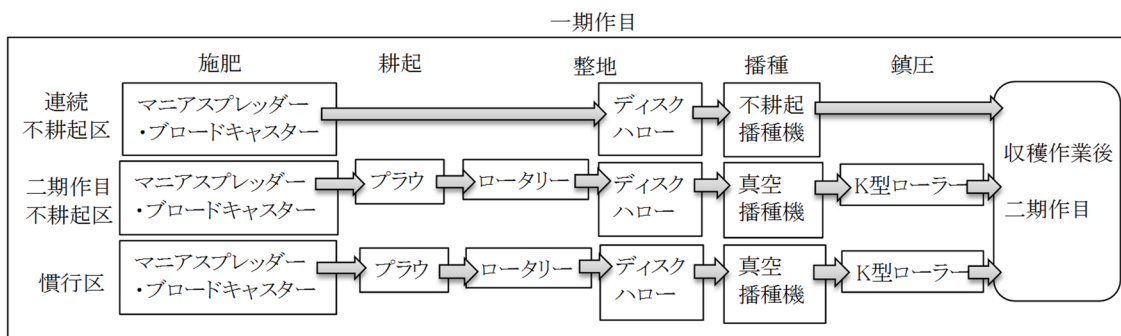 一期作目
施肥 耕起 整地 播種 鎮圧
連続
不耕起区
マニアスプレッダー
・ブロードキャスター
ディスク
ハロー
不耕起
播種機
二期作目
不耕起区
マニアスプレッダー
・ブロードキャスター
プラウ
ロータリー
ディスク
ハロー
真空
播種機
K型ローラー
慣行区
マニアスプレッダー
・ブロードキャスター
プラウ
ロータリー
ディスク
ハロー
真空
播種機
K型ローラー
収穫作業後
二期作目